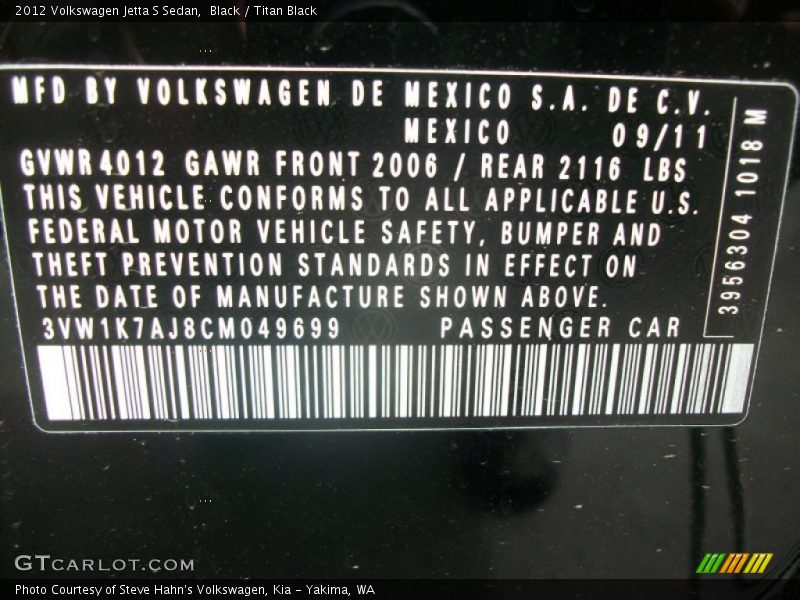 2012 Volkswagen Jetta S Sedan, Black / Titan Black
MFD BY VOLKSWAGEN DE MEXICO S.A. DE C.V.
MEXICO 09/11
GVWR 4012 GAWR FRONT 2006 / REAR 2116 LBS
THIS VEHICLE CONFORMS TO ALL APPLICABLE U.S.
FEDERAL MOTOR VEHICLE SAFETY, BUMPER AND
THEFT PREVENTION STANDARDS IN EFFECT ON
THE DATE OF MANUFACTURE SHOWN ABOVE.
3VW1K7AJ8CM049699 PASSENGER CAR
3956304 1018 M
GTCARLOT.COM
Photo Courtesy of Steve Hahn's Volkswagen, Kia - Yakima, WA